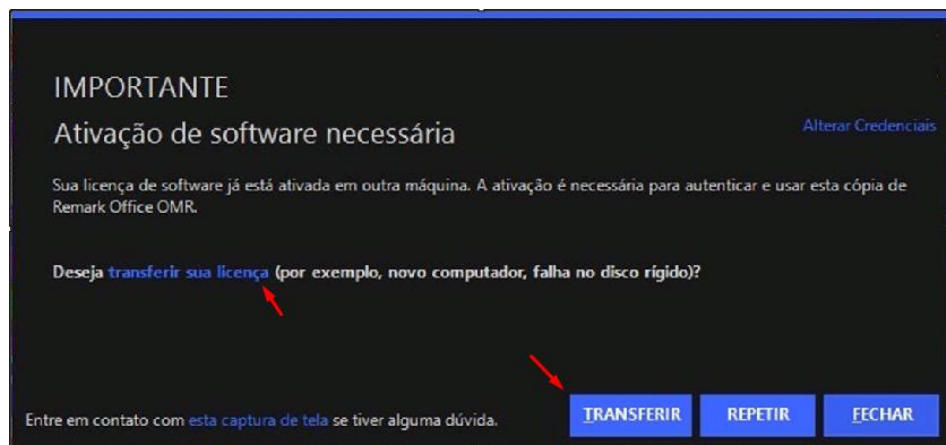 IMPORTANTE
Ativação de software necessária
Alterar Credenciais
Sua licença de software já está ativada em outra máquina. A ativação é necessária para autenticar e usar esta cópia de
Remark Office OMR.
Deseja transferir sua licença (por exemplo, novo computador, falha no disco rígido)?
Entre em contato com esta captura de tela se tiver alguma dúvida.
TRANSFERIR
REPETIR
FECHAR